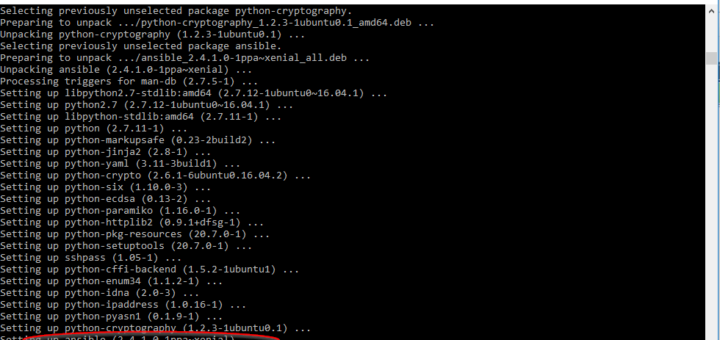 Selecting previously unselected package python-cryptography.
Preparing to unpack .../python-cryptography_1.2.3-1ubuntu0.1_amd64.deb ...
Unpacking python-cryptography (1.2.3-1ubuntu0.1) ...
Selecting previously unselected package ansible.
Preparing to unpack .../ansible_2.4.1.0-1ppa~xenial_all.deb ...
Unpacking ansible (2.4.1.0-1ppa~xenial) ...
Processing triggers for man-db (2.7.5-1) ...
Setting up libpython2.7-stdlib:amd64 (2.7.12-1ubuntu0~16.04.1) ...
Setting up python2.7 (2.7.12-1ubuntu0~16.04.1) ...
Setting up libpython-stdlib:amd64 (2.7.11-1) ...
Setting up python (2.7.11-1) ...
Setting up python-markupsafe (0.23-2build2) ...
Setting up python-jinja2 (2.8-1) ...
Setting up python-yaml (3.11-3build1) ...
Setting up python-crypto (2.6.1-6ubuntu0.16.04.2) ...
Setting up python-six (1.10.0-3) ...
Setting up python-ecdsa (0.13-2) ...
Setting up python-paramiko (1.16.0-1) ...
Setting up python-httplib2 (0.9.1+dfsg-1) ...
Setting up python-pkg-resources (20.7.0-1) ...
Setting up python-setuptools (20.7.0-1) ...
Setting up sshpass (1.05-1) ...
Setting up python-cffi-backend (1.5.2-1ubuntu1) ...
Setting up python-enum34 (1.1.2-1) ...
Setting up python-idna (2.0-3) ...
Setting up python-ipaddress (1.0.16-1) ...
Setting up python-pyasn1 (0.1.9-1) ...
Setting up python-cryptography (1.2.3-1ubuntu0.1) ...
Setting up ansible (2.4.1.0-1ppa~xenial)